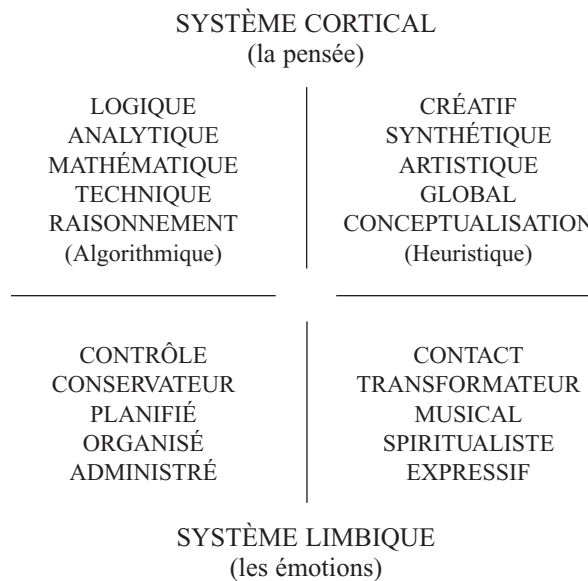 SYSTÈME CORTICAL
(la pensée)
LOGIQUE
ANALYTIQUE
MATHÉMATIQUE
TECHNIQUE
RAISONNEMENT
(Algorithmique)
CRÉATIF
SYNTHÉTIQUE
ARTISTIQUE
GLOBAL
CONCEPTUALISATION
(Heuristique)
CONTRÔLE
CONSERVATEUR
PLANIFIÉ
ORGANISÉ
ADMINISTRÉ
CONTACT
TRANSFORMATEUR
MUSICAL
SPIRITUALISTE
EXPRESSIF
SYSTÈME LIMBIQUE
(les émotions)